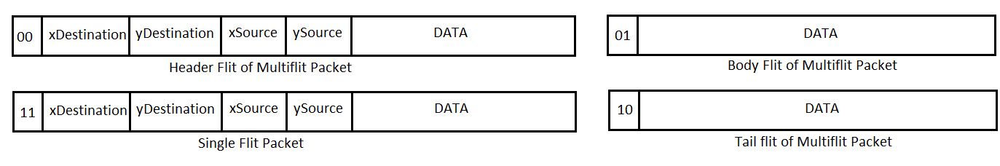 00 xDestination yDestination xSource ySource DATA
Header Flit of Multiflit Packet
01 DATA
Body Flit of Multiflit Packet
11 xDestination yDestination xSource ySource DATA
Single Flit Packet
10 DATA
Tail flit of Multiflit Packet